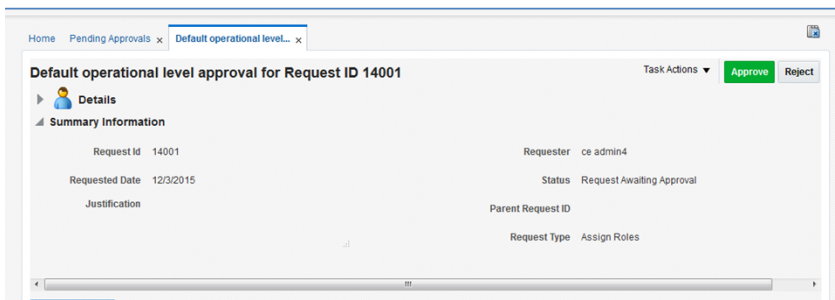 Home Pending Approvals x Default operational level... x
Default operational level approval for Request ID 14001 Task Actions Approve Reject
Details
Summary Information
Request Id 14001 Requester ce admin4
Requested Date 12/3/2015 Status Request Awaiting Approval
Justification Parent Request ID
Request Type Assign Roles